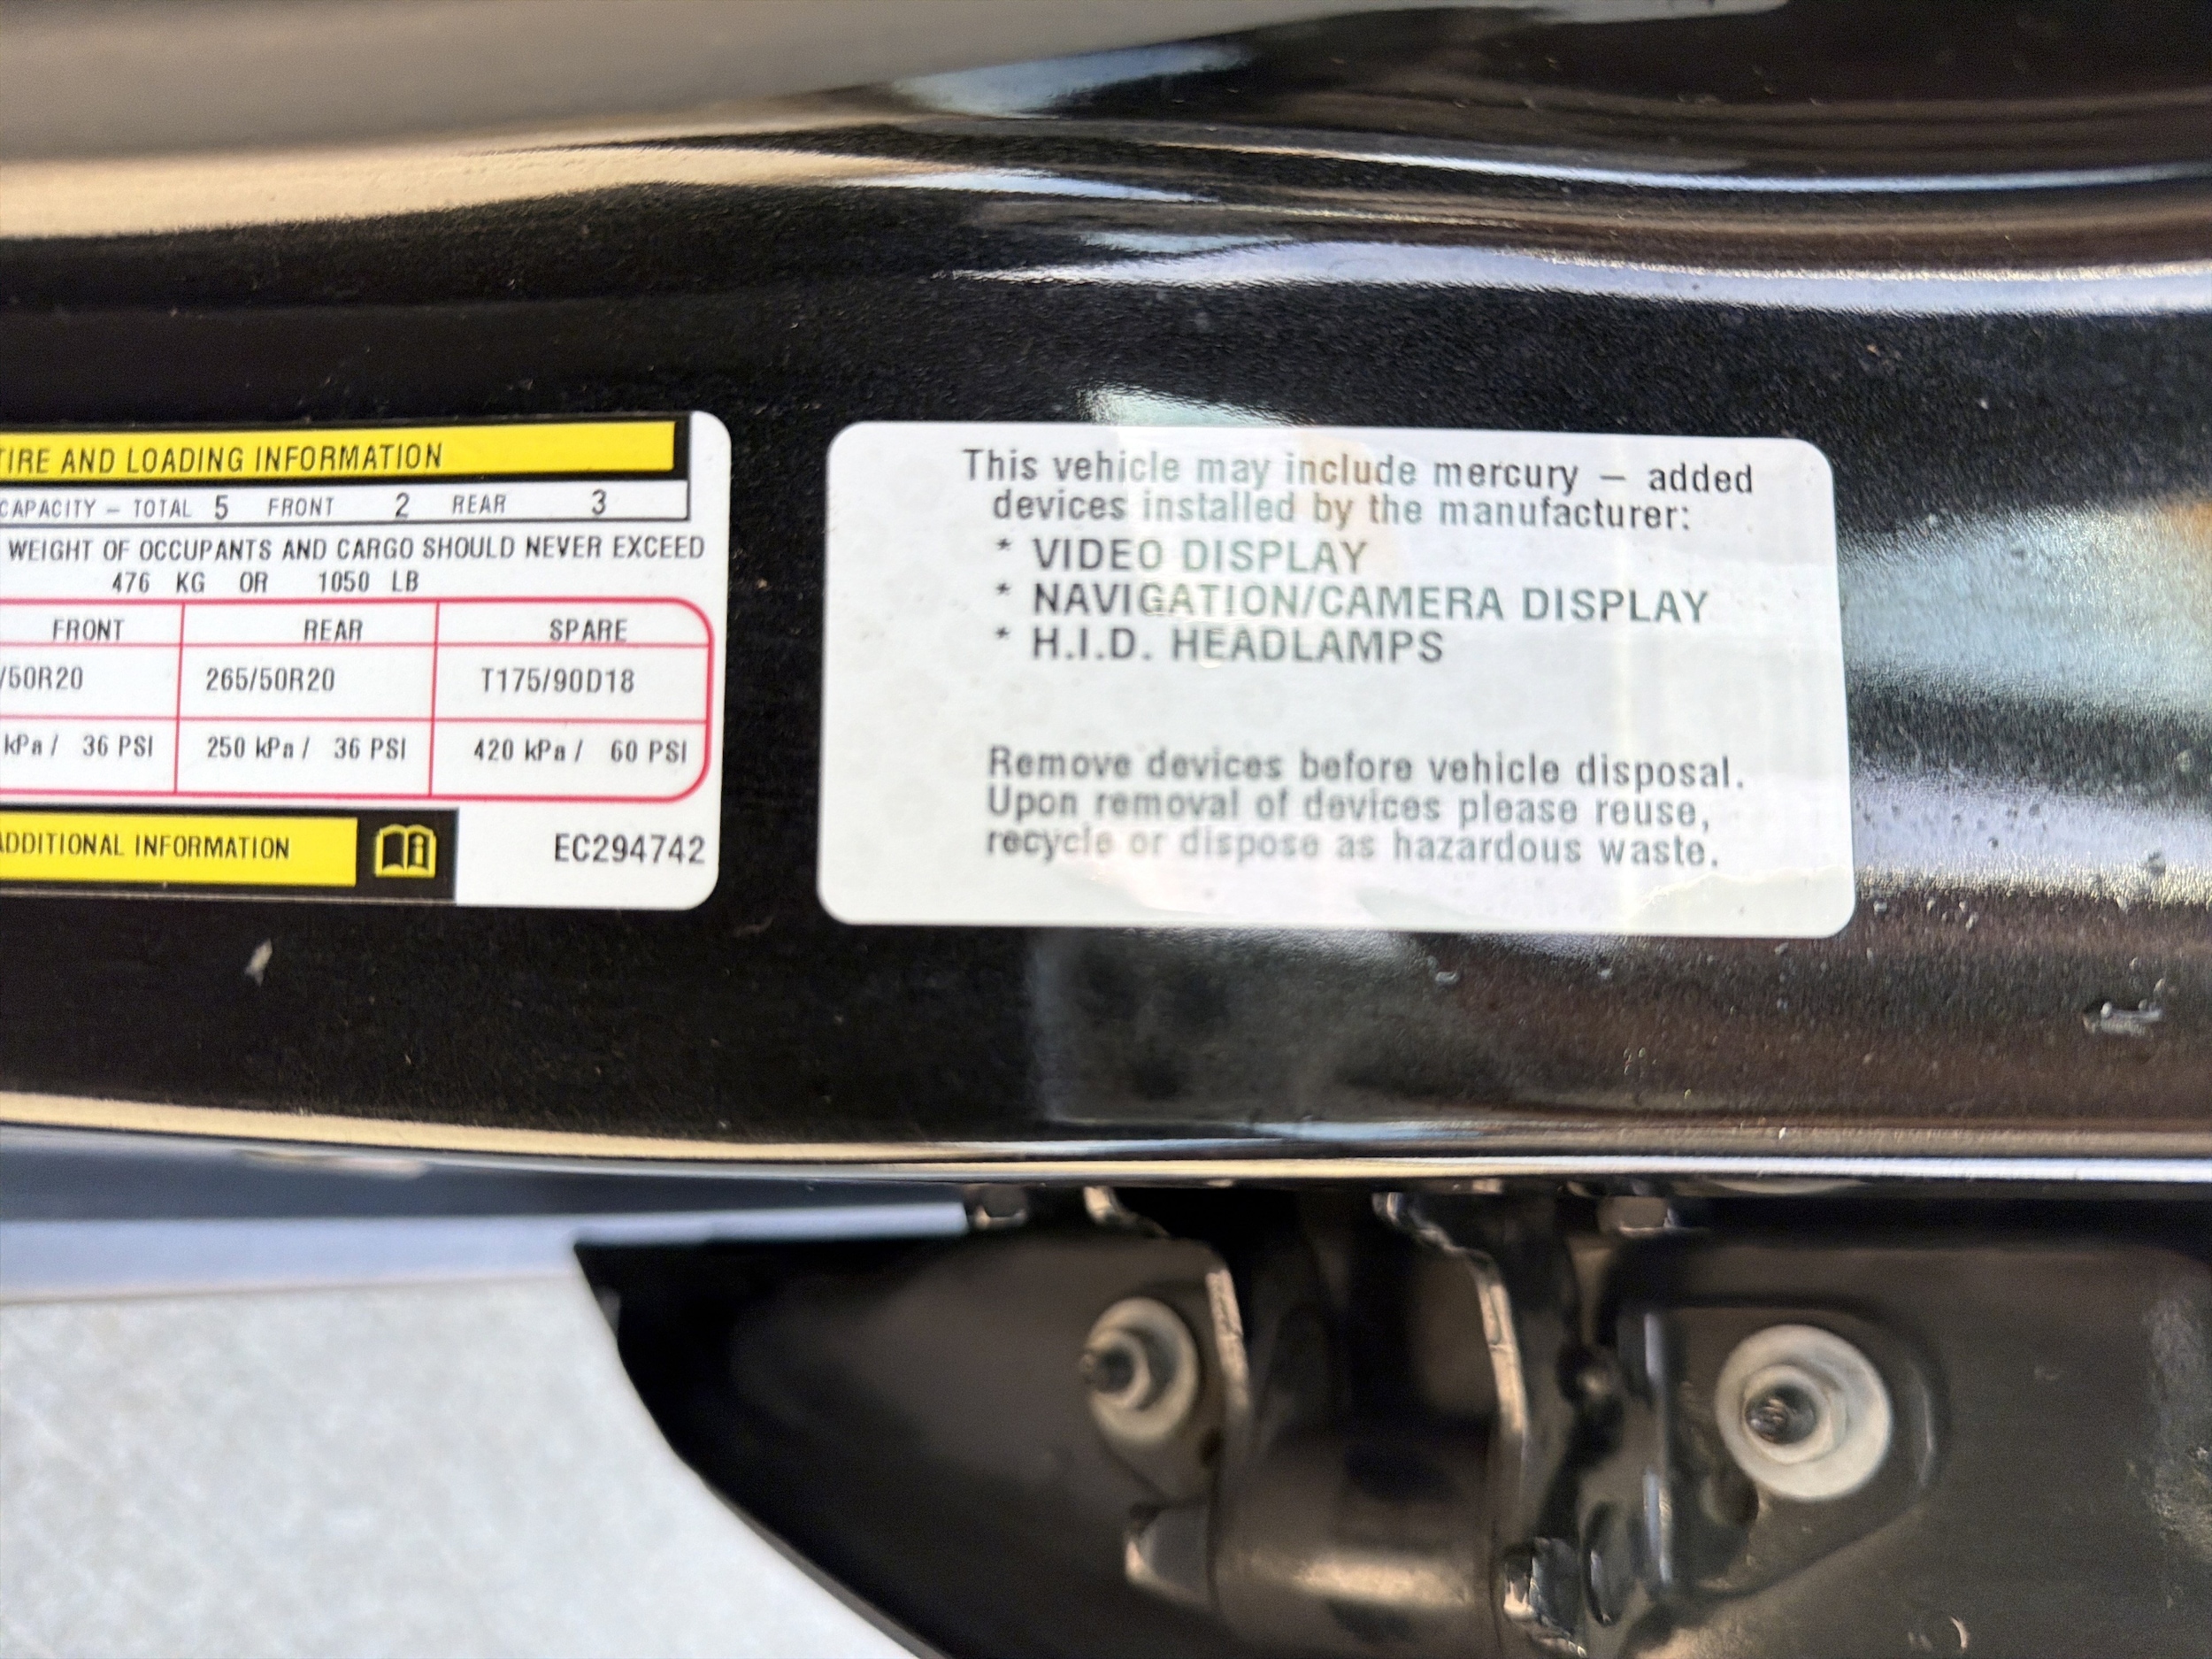 TIRE AND LOADING INFORMATION
CAPACITY – TOTAL 5 FRONT 2 REAR 3
WEIGHT OF OCCUPANTS AND CARGO SHOULD NEVER EXCEED
476 KG OR 1050 LB
FRONT REAR SPARE
/50R20 265/50R20 T175/90D18
kPa / 36 PSI 250 kPa / 36 PSI 420 kPa / 60 PSI
ADDITIONAL INFORMATION
EC294742
This vehicle may include mercury – added
devices installed by the manufacturer:
* VIDEO DISPLAY
* NAVIGATION/CAMERA DISPLAY
* H.I.D. HEADLAMPS
Remove devices before vehicle disposal.
Upon removal of devices please reuse,
recycle or dispose as hazardous waste.